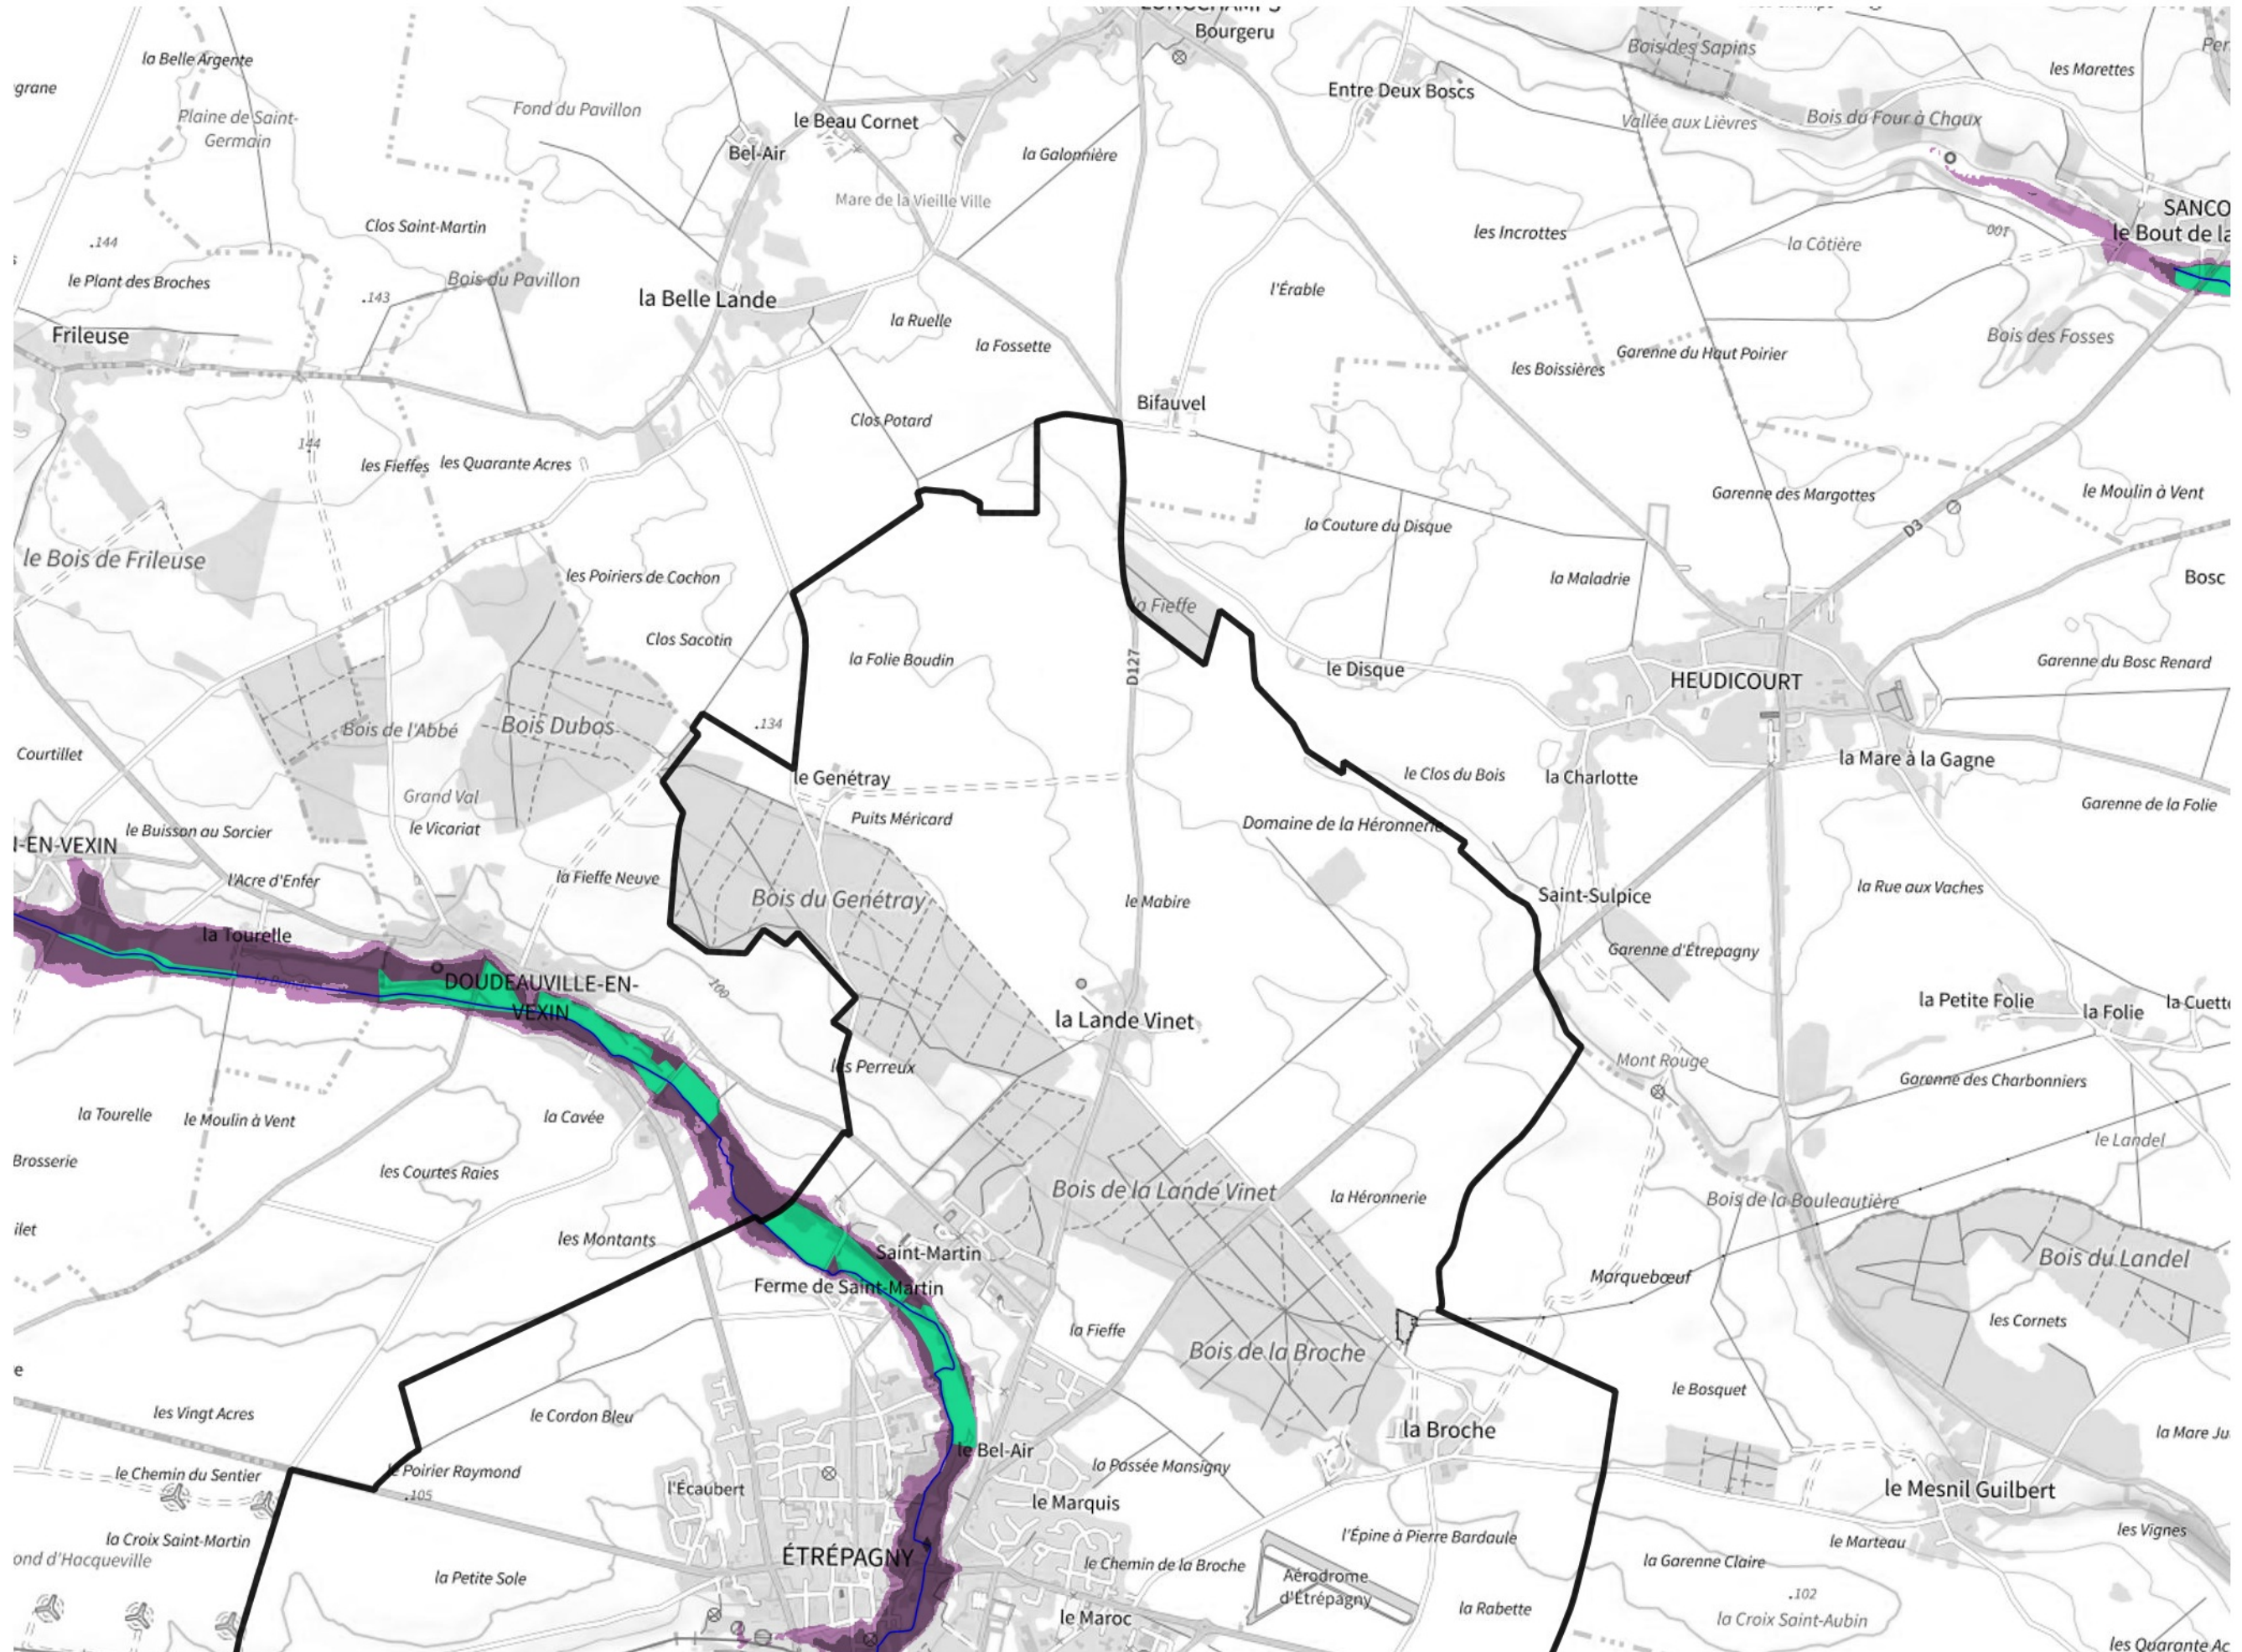 Bourgeru
la Belle Argente
Bois des Sapins
les Marettes
Entre Deux Boscs
Fond du Pavillon
Plaine de Saint-
Germain
le Beau Cornet
Vallée aux Lièvres
Bois du Four à Chaux
Bel-Air
la Galonnière
Mare de la Vieille Ville
Clos Saint-Martin
les Incrottes
le Bout de la
la Côtière
100
.144
le Plant des Broches
Bois du Pavillon
.143
la Belle Lande
l'Érable
la Ruelle
Frileuse
la Fossette
Bois des Fosses
les Boissières
Garenne du Haut Poirier
Bifauvel
Clos Potard
144
les Fieffes
les Quarante Acres
Garenne des Margottes
le Moulin à Vent
la Couture du Disque
D3
le Bois de Frileuse
les Poiriers de Cochon
la Maladrie
Bosc
la Fieffe
Clos Sacotin
la Folie Boudin
D127
le Disque
HEUDICOURT
Garenne du Bosc Renard
Bois de l'Abbé
Bois Dubos
.134
Courtillet
le Genétray
le Clos du Bois
la Charlotte
la Mare à la Gagne
Grand Val
le Vicariat
Garenne de la Folie
le Buisson au Sorcier
Puits Méricard
Domaine de la Héronnerie
N-EN-VEXIN
l'Acre d'Enfer
la Fieffe Neuve
Bois du Genétray
le Mabire
Saint-Sulpice
la Rue aux Vaches
la Tourelle
Garenne d'Étrepagny
la Bonde
DOUDEAUVILLE-EN-
VEXIN
100
la Lande Vinet
la Petite Folie
la Folie
la Cuette
les Perreux
Mont Rouge
Garenne des Charbonniers
la Tourelle
le Moulin à Vent
la Cavée
le Landel
Brosserie
les Courtes Raies
Bois de la Lande Vinet
la Héronnerie
Bois de la Bouleautière
les Montants
Saint-Martin
Ferme de Saint-Martin
Marquebœuf
Bois du Landel
la Fieffe
les Cornets
Bois de la Broche
le Bosquet
les Vingt Acres
le Cordon Bleu
le Bel-Air
la Broche
la Mare Ju
le Chemin du Sentier
le Poirier Raymond
.105
l'Écaubert
la Passée Mansigny
le Marquis
le Mesnil Guilbert
la Croix Saint-Martin
ond d'Hacqueville
ÉTRÉPAGNY
l'Épine à Pierre Bardaule
le Marteau
les Vignes
le Chemin de la Broche
Aérodrome
d'Étrépagny
la Garenne Claire
la Petite Sole
.102
le Maroc
la Rabette
la Croix Saint-Aubin
les Quarante Ac